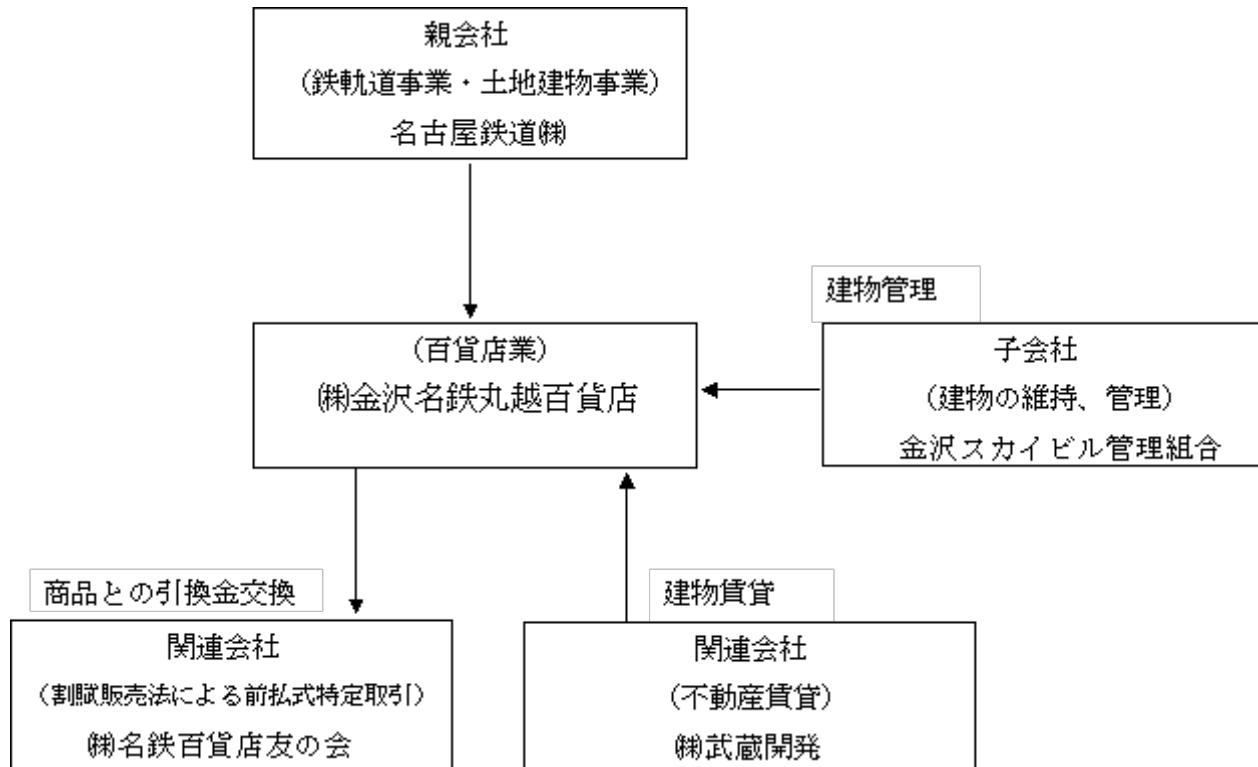 親会社
（鉄軌道事業・土地建物事業）
名古屋鉄道㈱
建物管理
（百貨店業）
㈱金沢名鉄丸越百貨店
子会社
（建物の維持、管理）
金沢スカイビル管理組合
商品との引換金交換
関連会社
（割賦販売法による前払式特定取引）
㈱名鉄百貨店友の会
建物賃貸
関連会社
（不動産賃貸）
㈱武蔵開発